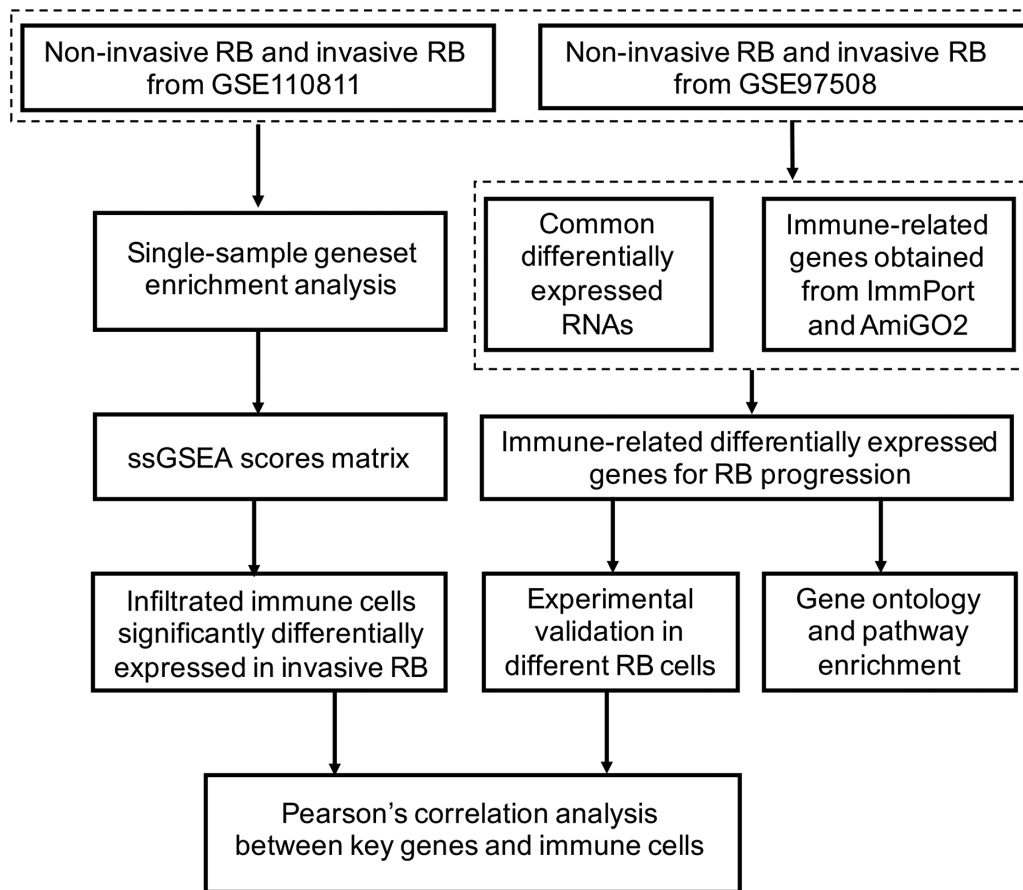 Non-invasive RB and invasive RB
from GSE110811
Non-invasive RB and invasive RB
from GSE97508
Single-sample geneset
enrichment analysis
Common
differentially
expressed
RNAs
Immune-related
genes obtained
from ImmPort
and AmiGO2
ssGSEA scores matrix
Immune-related differentially expressed
genes for RB progression
Infiltrated immune cells
significantly differentially
expressed in invasive RB
Experimental
validation in
different RB cells
Gene ontology
and pathway
enrichment
Pearson’s correlation analysis
between key genes and immune cells